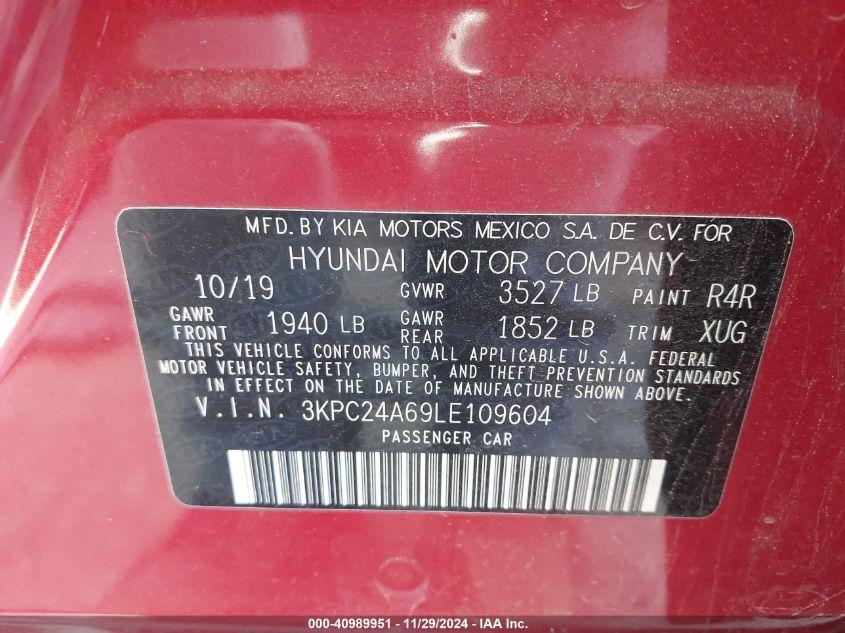 MFD. BY KIA MOTORS MEXICO S.A. DE C.V. FOR
HYUNDAI MOTOR COMPANY
10/19 GVWR 3527 LB PAINT R4R
GAWR FRONT 1940 LB GAWR REAR 1852 LB TRIM XUG
THIS VEHICLE CONFORMS TO ALL APPLICABLE U.S.A. FEDERAL
MOTOR VEHICLE SAFETY, BUMPER, AND THEFT PREVENTION STANDARDS
IN EFFECT ON THE DATE OF MANUFACTURE SHOWN ABOVE.
V.I.N. 3KPC24A69LE109604
PASSENGER CAR
000-40989951 - 11/29/2024 - IAA Inc.